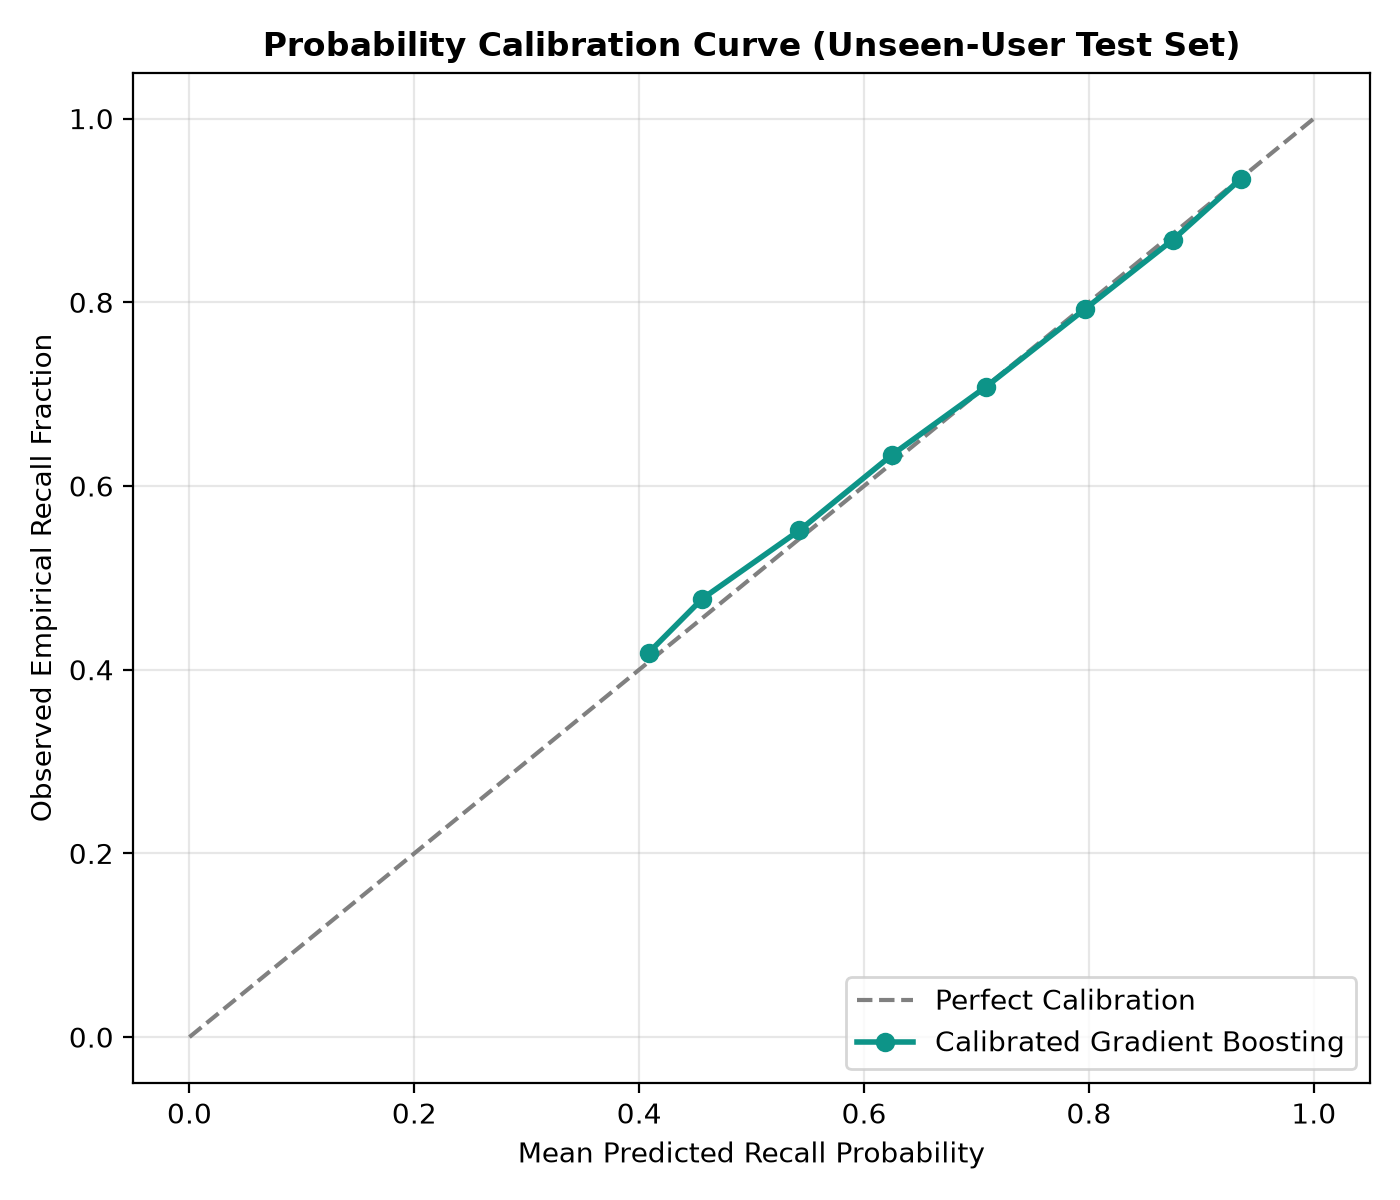 Probability Calibration Curve (Unseen-User Test Set)
1.0
0.8
0.6
0.4
0.2
0.0
Observed Empirical Recall Fraction
Perfect Calibration
Calibrated Gradient Boosting
0.0 0.2 0.4 0.6 0.8 1.0
Mean Predicted Recall Probability